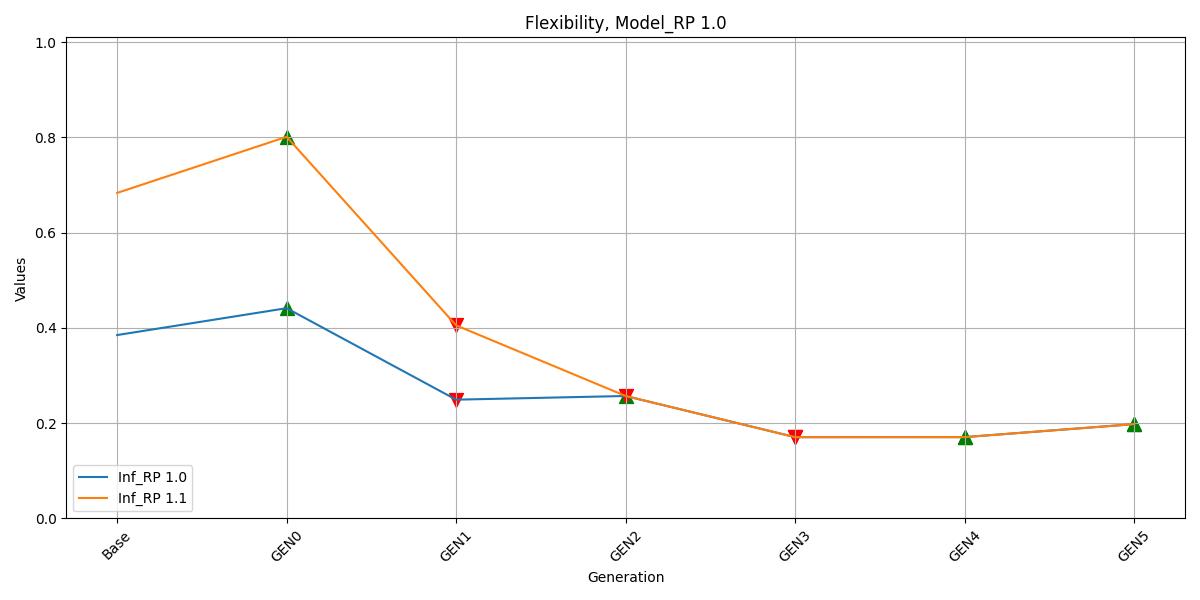 Flexibility, Model_RP 1.0
Values
1.0
0.8
0.6
0.4
0.2
0.0
Inf_RP 1.0
Inf_RP 1.1
Base
GEN0
GEN1
GEN2
GEN3
GEN4
GEN5
Generation